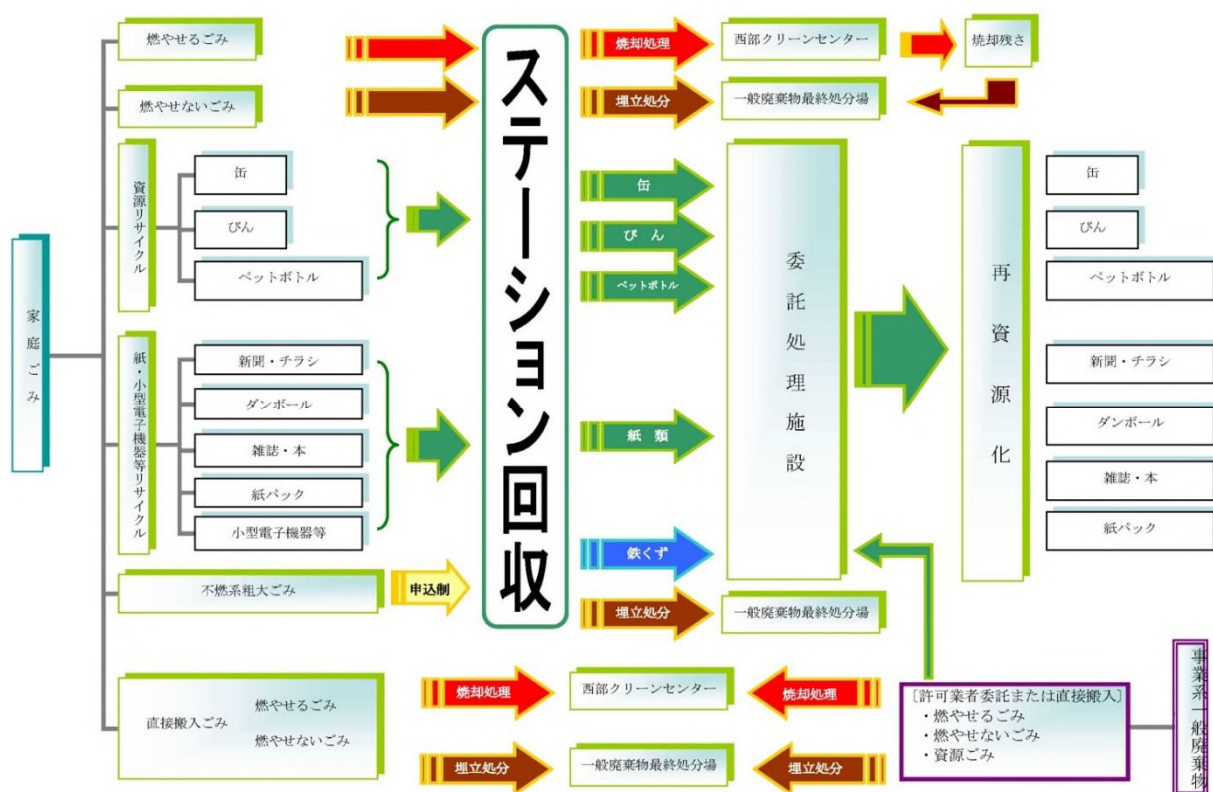 家庭ごみ
燃やせるごみ
燃やせないごみ
資源リサイクル
缶
びん
ペットボトル
紙・小型電子機器等リサイクル
新聞・チラシ
ダンボール
雑誌・本
紙パック
小型電子機器等
不燃系粗大ごみ
申込制
直接搬入ごみ
燃やせるごみ
燃やせないごみ
ステーション回収
焼却処理
西部クリーンセンター
焼却残さ
埋立処分
一般廃棄物最終処分場
缶
びん
ペットボトル
紙類
鉄くず
埋立処分
一般廃棄物最終処分場
委託処理施設
再資源化
缶
びん
ペットボトル
新聞・チラシ
ダンボール
雑誌・本
紙パック
焼却処理
西部クリーンセンター
焼却処理
埋立処分
一般廃棄物最終処分場
埋立処分
［許可業者委託または直接搬入］
・燃やせるごみ
・燃やせないごみ
・資源ごみ
事業系一般廃棄物